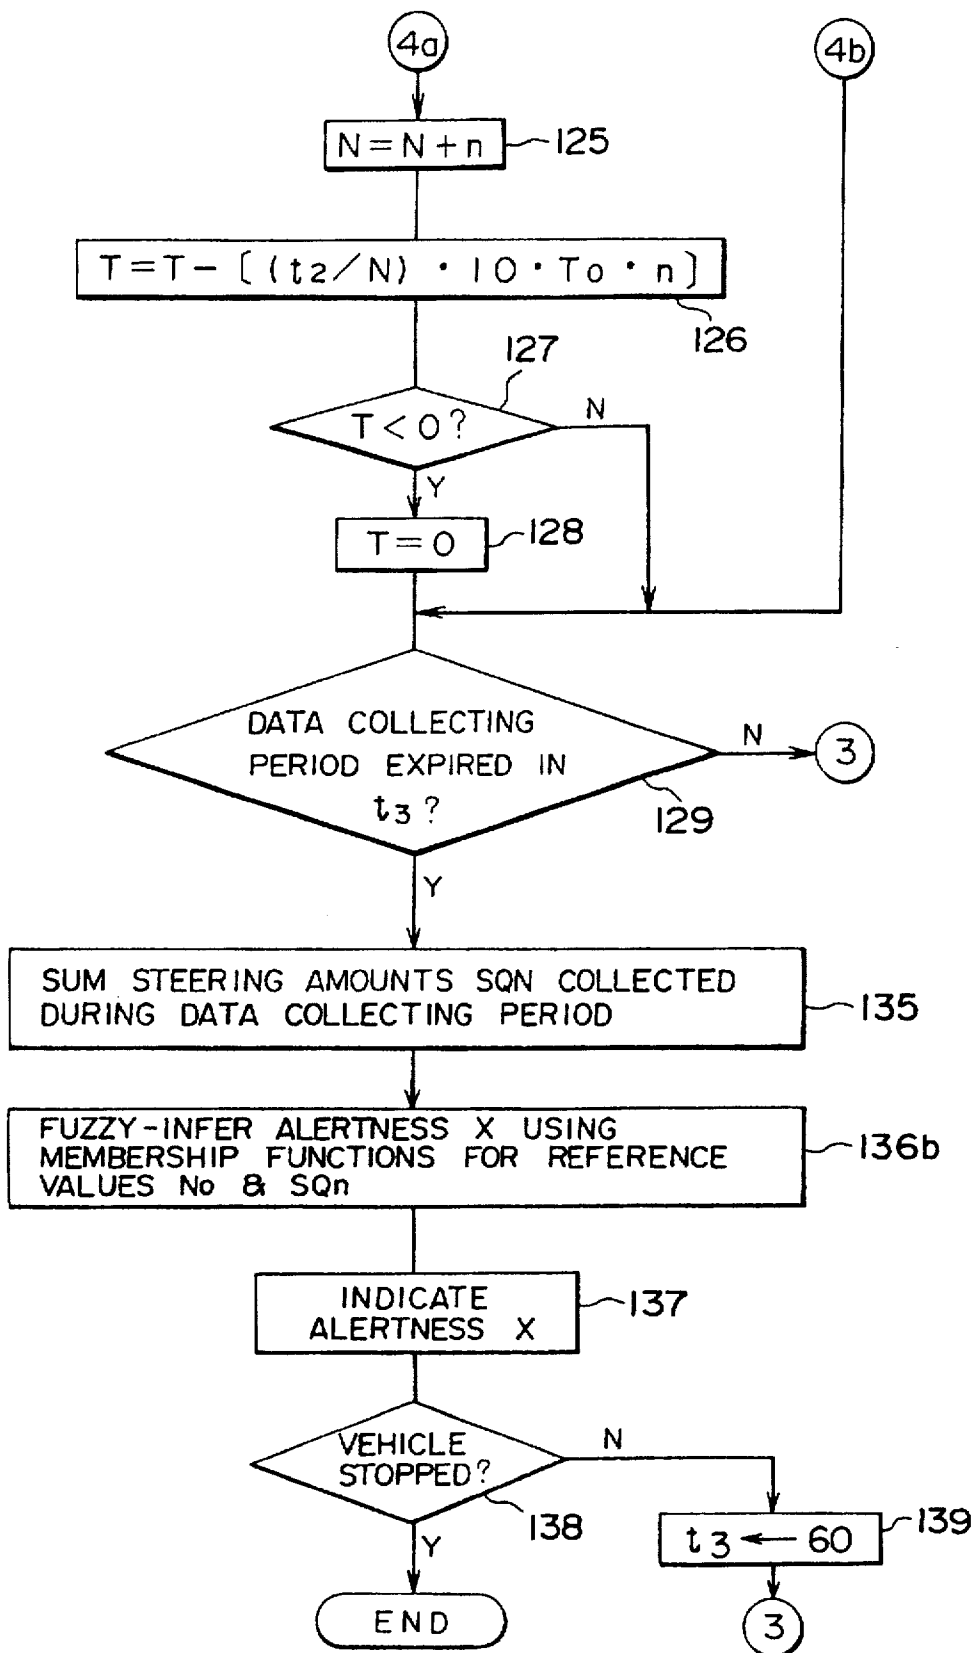 4a
4b
N=N+n
125
T=T-[(t2/N)·10·To·n]
126
127
T<0?
N
Y
T=0
128
DATA COLLECTING
PERIOD EXPIRED IN
t3?
N
3
129
Y
SUM STEERING AMOUNTS SQN COLLECTED
DURING DATA COLLECTING PERIOD
135
FUZZY-INFER ALERTNESS X USING
MEMBERSHIP FUNCTIONS FOR REFERENCE
VALUES No & SQn
136b
INDICATE
ALERTNESS X
137
VEHICLE
STOPPED?
N
138
Y
t3 ← 60
139
END
3